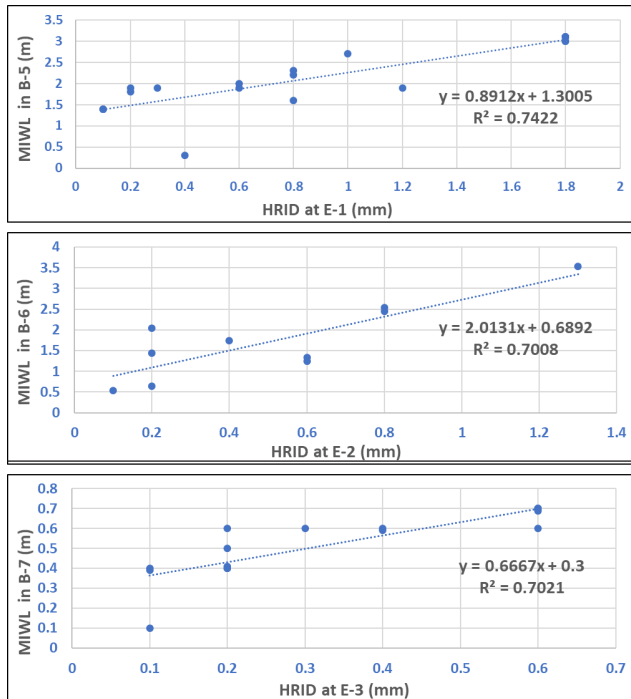 3.5
3
2.5
2
1.5
1
0.5
0
MIWL in B-5 (m)
y = 0.8912x + 1.3005
R² = 0.7422
0 0.2 0.4 0.6 0.8 1 1.2 1.4 1.6 1.8 2
HRID at E-1 (mm)
4
3.5
3
2.5
2
1.5
1
0.5
0
MIWL in B-6 (m)
y = 2.0131x + 0.6892
R² = 0.7008
0 0.2 0.4 0.6 0.8 1 1.2 1.4
HRID at E-2 (mm)
0.8
0.7
0.6
0.5
0.4
0.3
0.2
0.1
0
MIWL in B-7 (m)
y = 0.6667x + 0.3
R² = 0.7021
0 0.1 0.2 0.3 0.4 0.5 0.6 0.7
HRID at E-3 (mm)